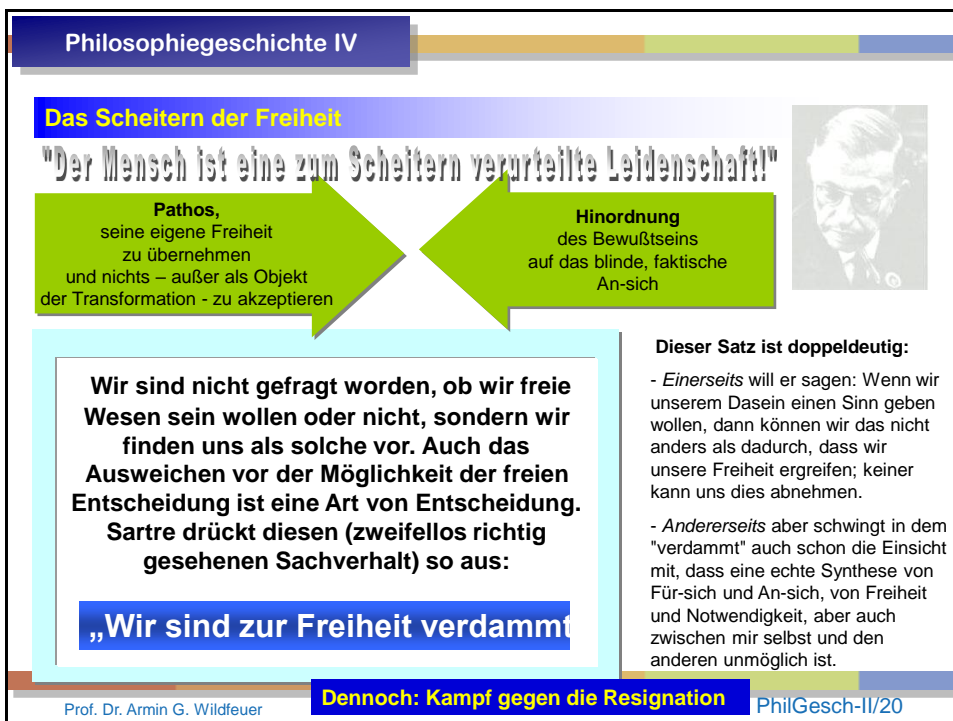 Philosophiegeschichte IV
Das Scheitern der Freiheit
"Der Mensch ist eine zum Scheitern verurteilte Leidenschaft!"
Pathos,
seine eigene Freiheit
zu übernehmen
und nichts – außer als Objekt
der Transformation - zu akzeptieren
Hinordnung
des Bewußtseins
auf das blinde, faktische
An-sich
Wir sind nicht gefragt worden, ob wir freie
Wesen sein wollen oder nicht, sondern wir
finden uns als solche vor. Auch das
Ausweichen vor der Möglichkeit der freien
Entscheidung ist eine Art von Entscheidung.
Sartre drückt diesen (zweifellos richtig
gesehenen Sachverhalt) so aus:
„Wir sind zur Freiheit verdammt
Dieser Satz ist doppeldeutig:
- Einerseits will er sagen: Wenn wir
unserem Dasein einen Sinn geben
wollen, dann können wir das nicht
anders als dadurch, dass wir
unsere Freiheit ergreifen; keiner
kann uns dies abnehmen.
- Andererseits aber schwingt in dem
"verdammt" auch schon die Einsicht
mit, dass eine echte Synthese von
Für-sich und An-sich, von Freiheit
und Notwendigkeit, aber auch
zwischen mir selbst und den
anderen unmöglich ist.
Prof. Dr. Armin G. Wildfeuer
Dennoch: Kampf gegen die Resignation
PhilGesch-II/20